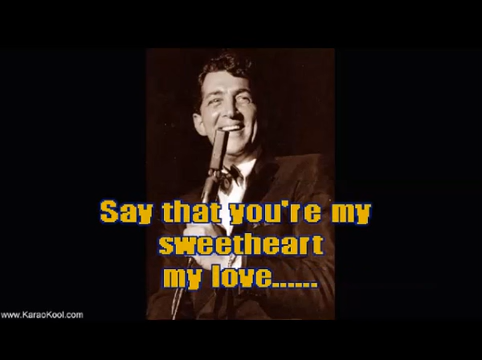 Say that you're my
sweetheart
my love......
www.KaraoKool.com